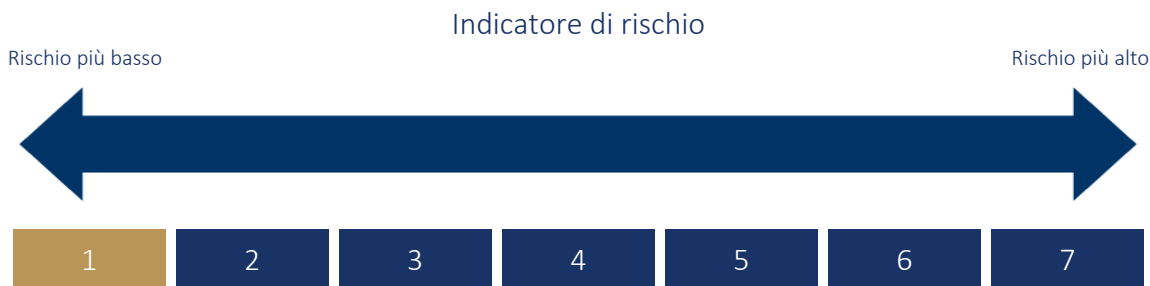 Indicatore di rischio
Rischio più basso Rischio più alto
1 2 3 4 5 6 7